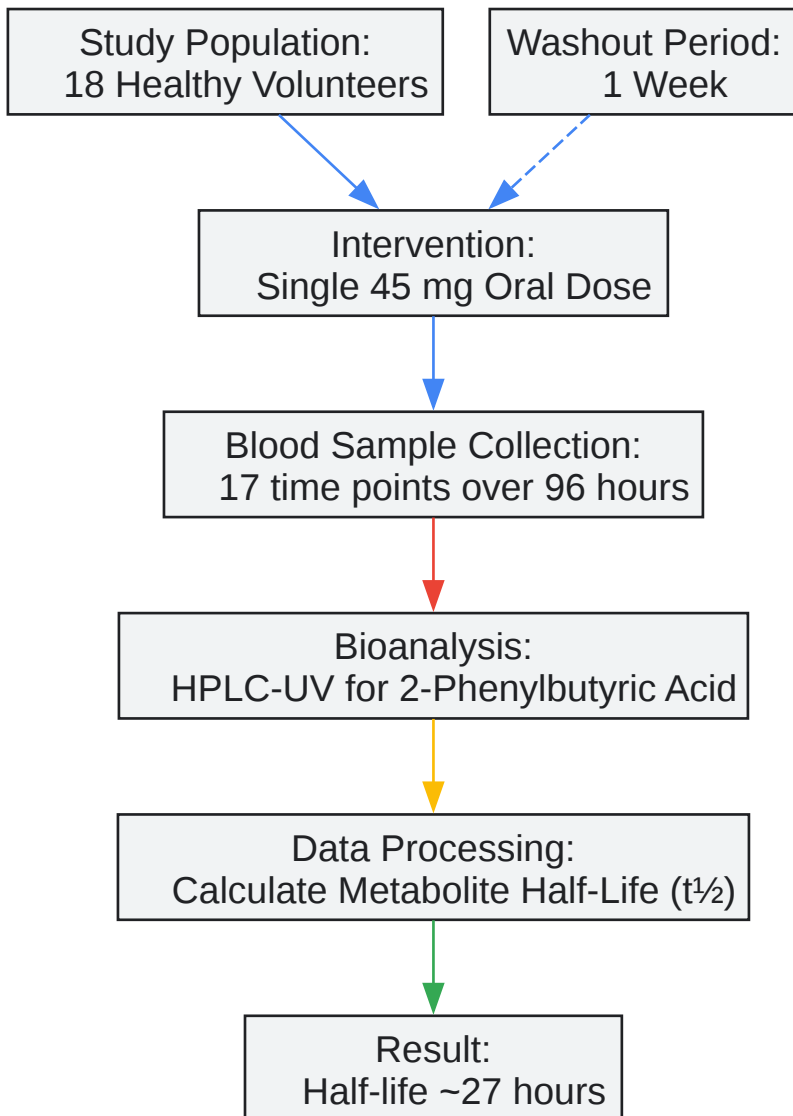 Study Population:
18 Healthy Volunteers
Washout Period:
1 Week
Intervention:
Single 45 mg Oral Dose
Blood Sample Collection:
17 time points over 96 hours
Bioanalysis:
HPLC-UV for 2-Phenylbutyric Acid
Data Processing:
Calculate Metabolite Half-Life (t½)
Result:
Half-life ~27 hours